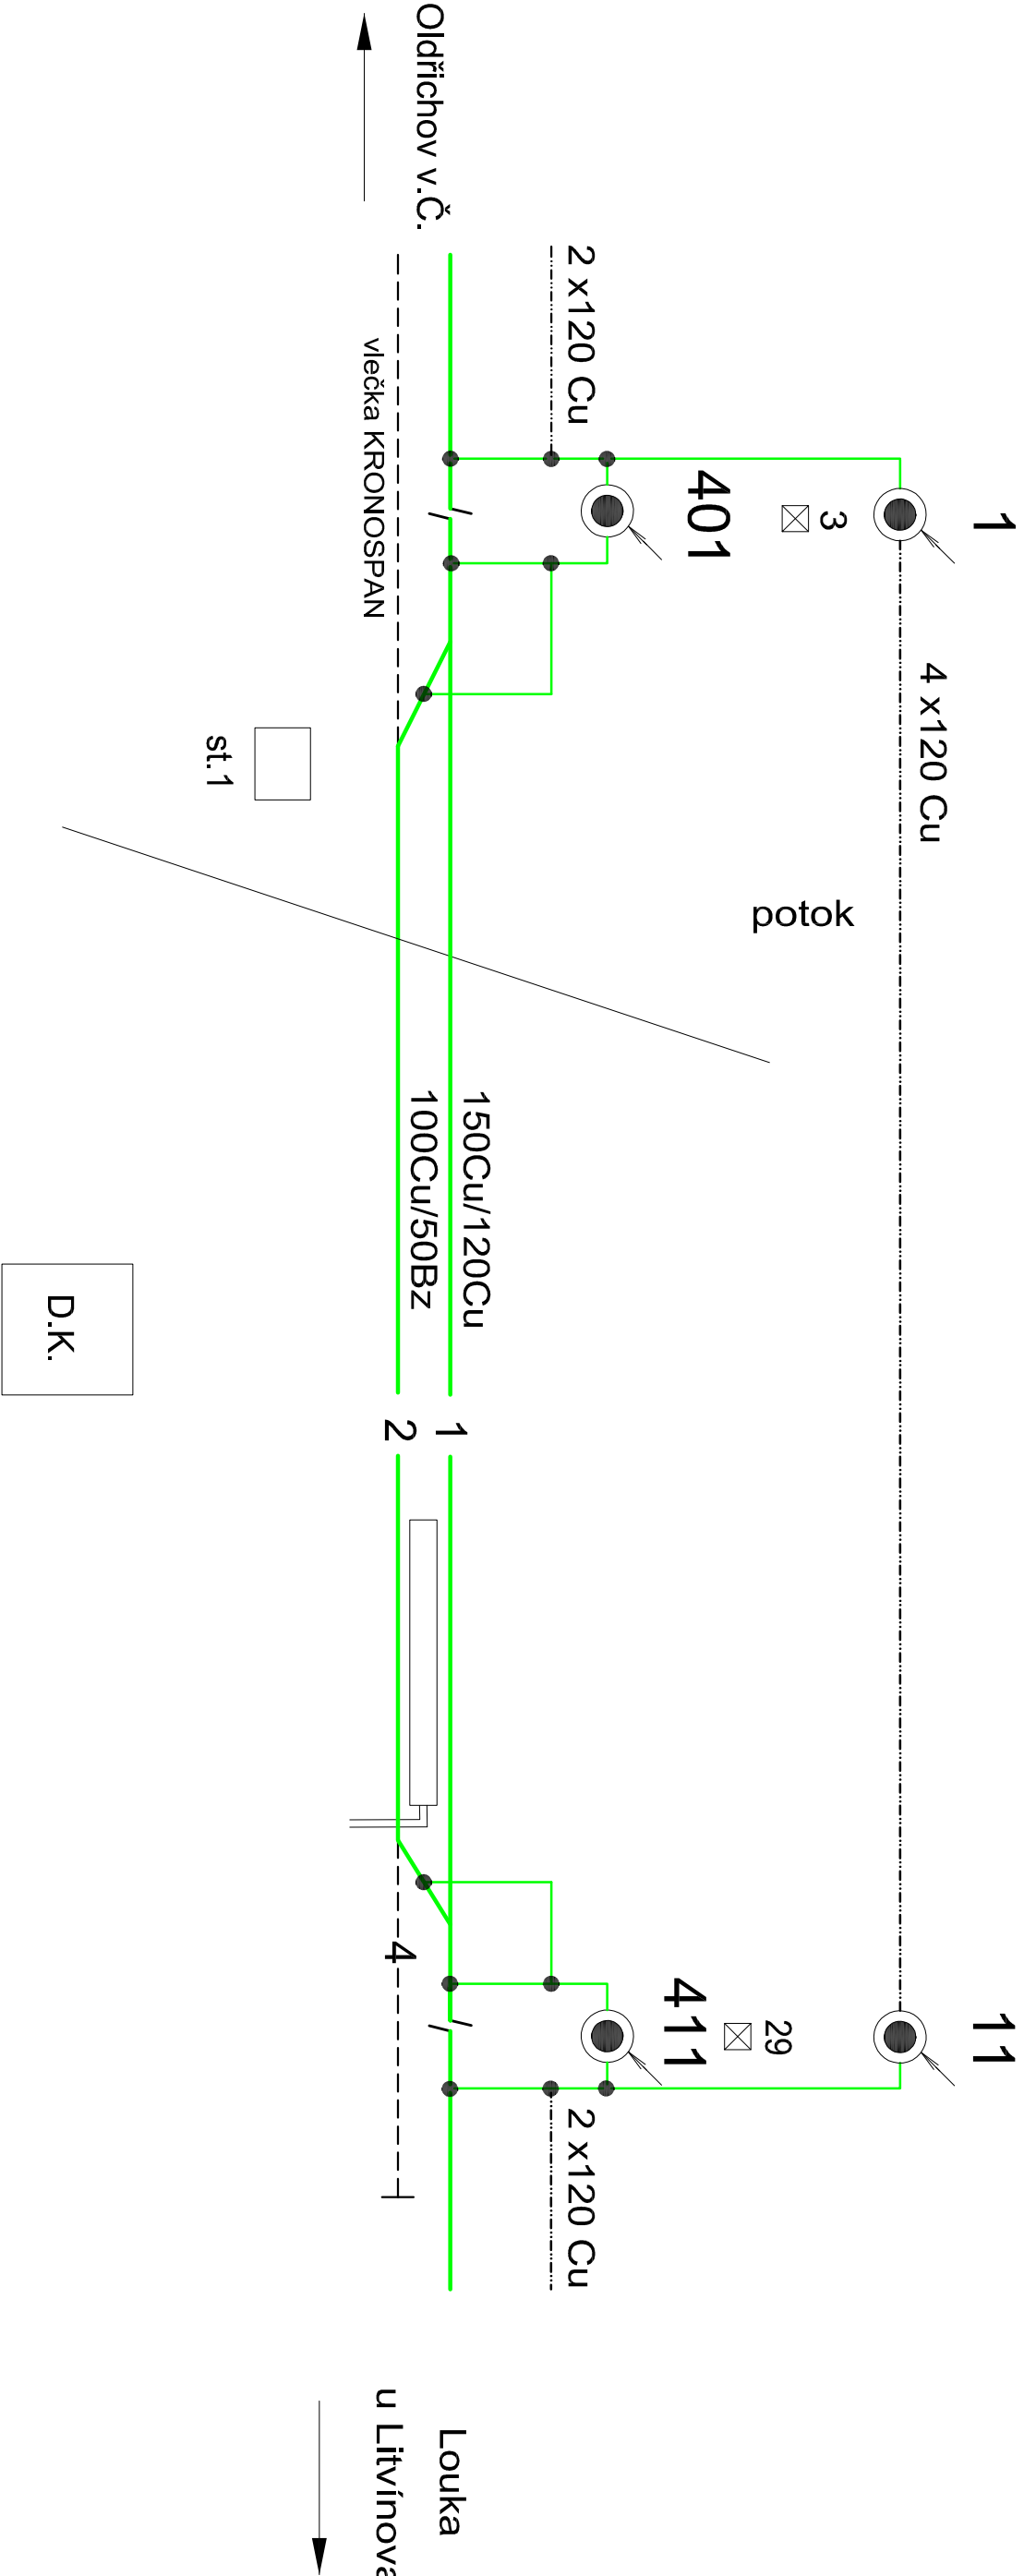 Oldřichov v.Č.
2 x120 Cu
vlečka KRONOSPAN
401
3
1
4 x120 Cu
st.1
potok
150Cu/120Cu
100Cu/50Bz
D.K.
1
2
4
411
29
11
2 x120 Cu
Louka
u Litvínova